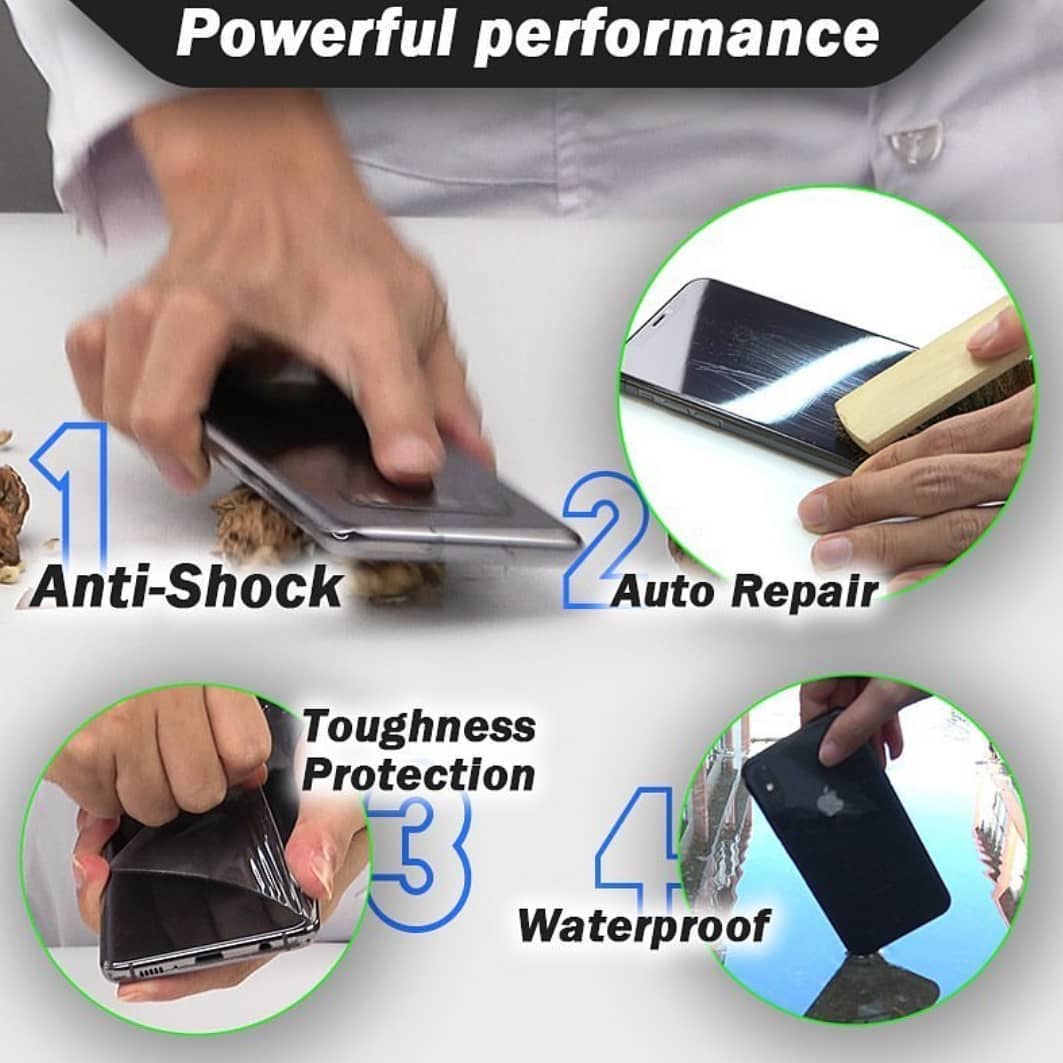 Powerful performance
1
Anti-Shock
2
Auto Repair
Toughness
Protection
3
4
Waterproof